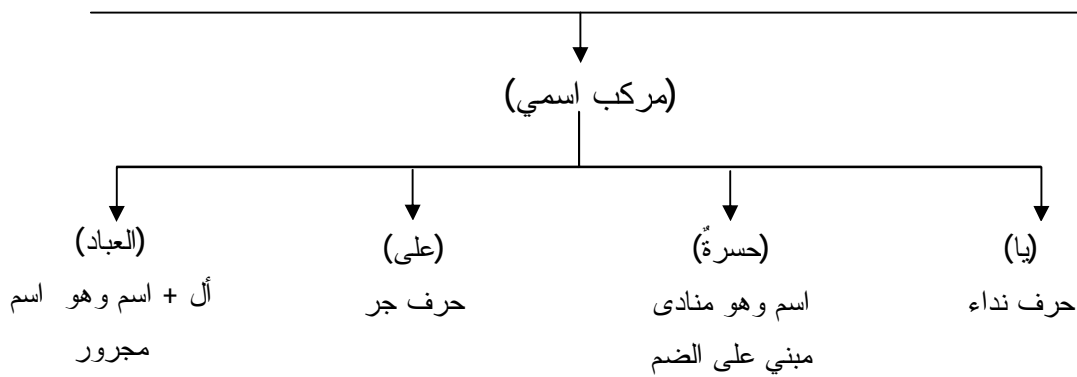 (مركب اسمي)
(يا) (حسرةٌ) (على) (العباد)
حرف نداء اسم وهو منادى حرف جر أل + اسم وهو اسم
مبني على الضم مجرور